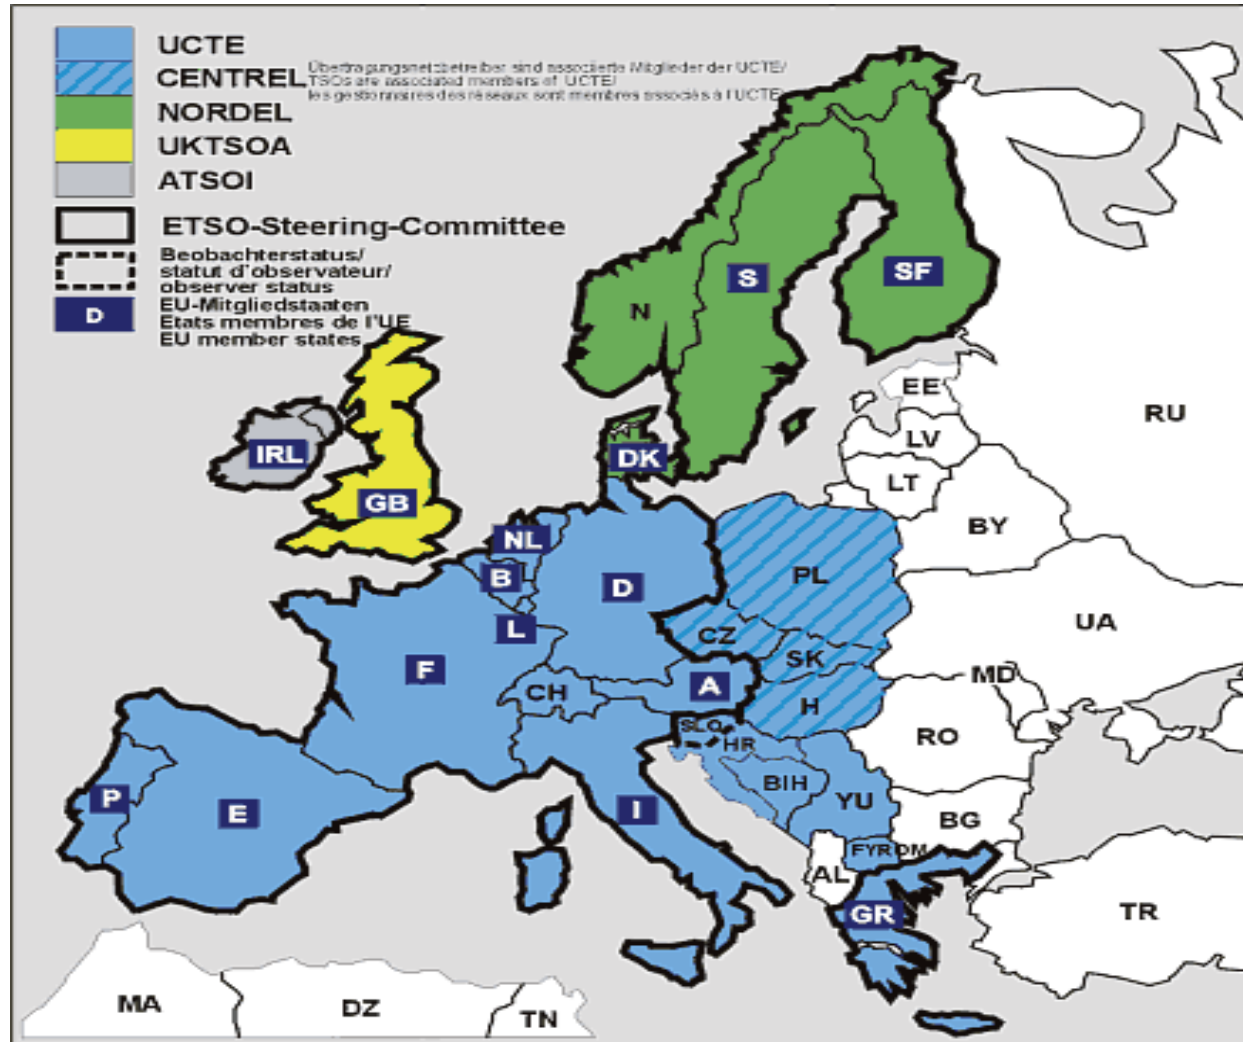 UCTE
CENTREL
Übertragungsnetzbetreiber sind assoziierte Mitglieder der UCTE/
TSOs are associated members of UCTE/
les gestionnaires des réseaux sont membres associés à l'UCTE
NORDEL
UKTSOA
ATSOI
ETSO-Steering-Committee
Beobachterstatus/
statut d'observateur/
observer status
D
EU-Mitgliedstaaten
Etats membres de l'UE
EU member states
N
S
SF
EE
RU
LV
LT
IRL
DK
GB
BY
NL
B
PL
D
L
CZ
SK
UA
F
CH
A
H
MD
SLO
HR
RO
P
E
I
BIH
YU
BG
FYROM
AL
GR
TR
MA
DZ
TN